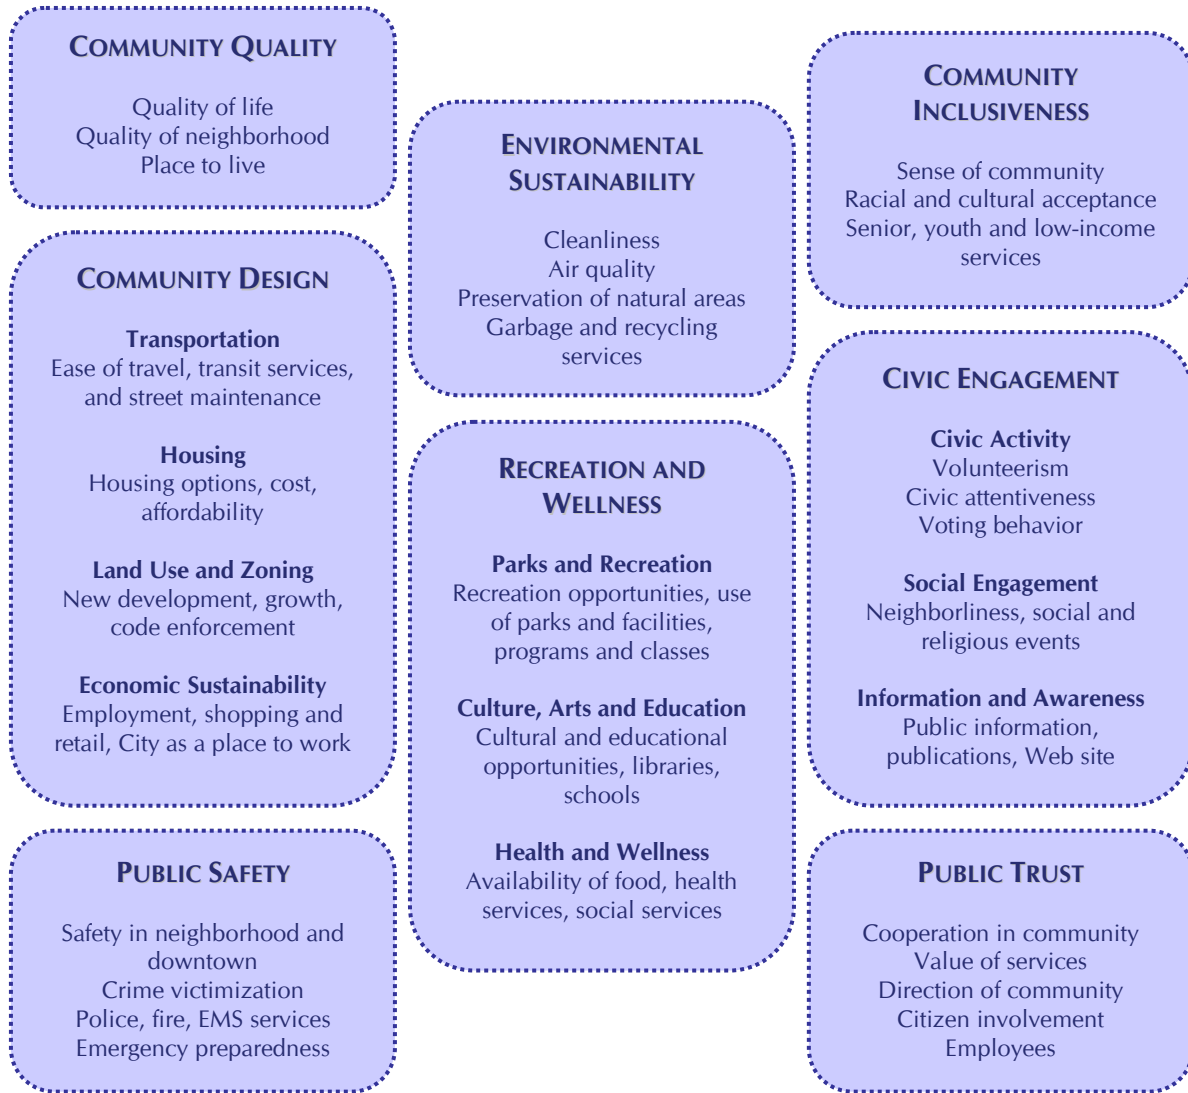 COMMUNITY QUALITY
Quality of life
Quality of neighborhood
Place to live
COMMUNITY DESIGN
Transportation
Ease of travel, transit services,
and street maintenance
Housing
Housing options, cost,
affordability
Land Use and Zoning
New development, growth,
code enforcement
Economic Sustainability
Employment, shopping and
retail, City as a place to work
PUBLIC SAFETY
Safety in neighborhood and
downtown
Crime victimization
Police, fire, EMS services
Emergency preparedness
ENVIRONMENTAL
SUSTAINABILITY
Cleanliness
Air quality
Preservation of natural areas
Garbage and recycling
services
RECREATION AND
WELLNESS
Parks and Recreation
Recreation opportunities, use
of parks and facilities,
programs and classes
Culture, Arts and Education
Cultural and educational
opportunities, libraries,
schools
Health and Wellness
Availability of food, health
services, social services
COMMUNITY
INCLUSIVENESS
Sense of community
Racial and cultural acceptance
Senior, youth and low-income
services
CIVIC ENGAGEMENT
Civic Activity
Volunteerism
Civic attentiveness
Voting behavior
Social Engagement
Neighborliness, social and
religious events
Information and Awareness
Public information,
publications, Web site
PUBLIC TRUST
Cooperation in community
Value of services
Direction of community
Citizen involvement
Employees